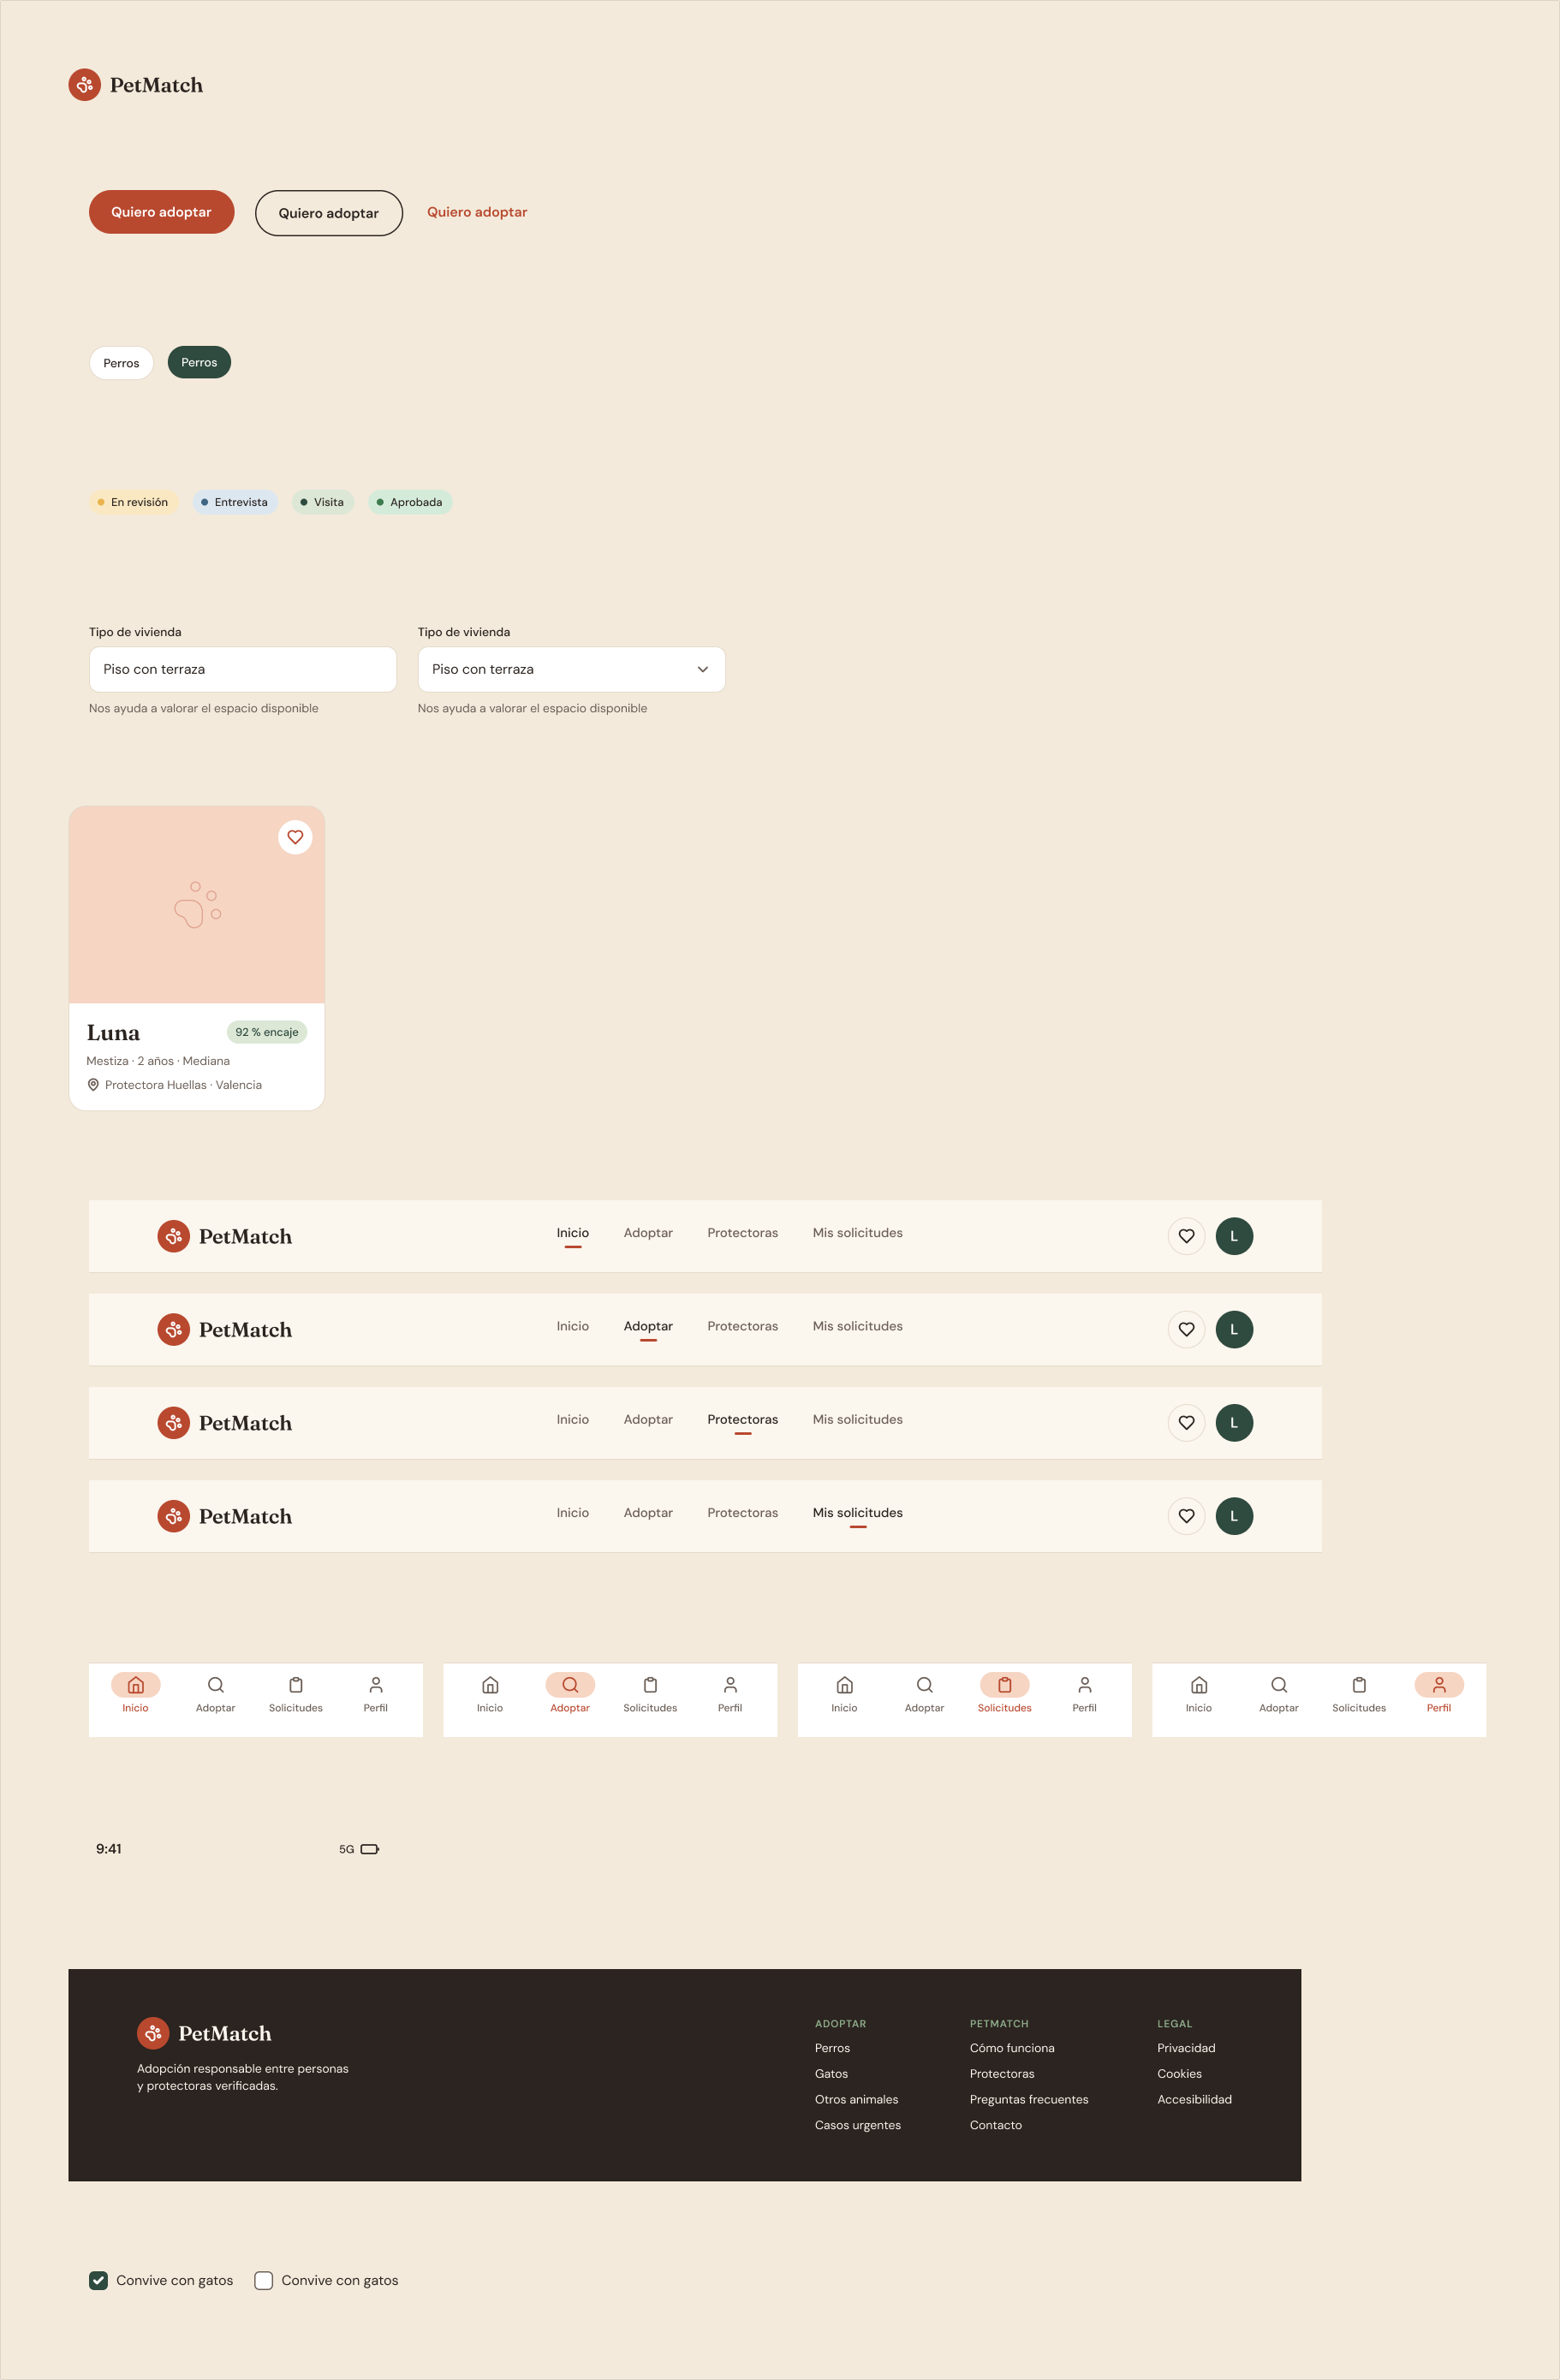 PetMatch
Quiero adoptar
Quiero adoptar
Quiero adoptar
Perros
Perros
En revisión
Entrevista
Visita
Aprobada
Tipo de vivienda
Piso con terraza
Nos ayuda a valorar el espacio disponible
Tipo de vivienda
Piso con terraza
Nos ayuda a valorar el espacio disponible
Luna
92 % encaje
Mestiza · 2 años · Mediana
Protectora Huellas · Valencia
PetMatch
Inicio
Adoptar
Protectoras
Mis solicitudes
L
PetMatch
Inicio
Adoptar
Protectoras
Mis solicitudes
L
PetMatch
Inicio
Adoptar
Protectoras
Mis solicitudes
L
PetMatch
Inicio
Adoptar
Protectoras
Mis solicitudes
L
Inicio
Adoptar
Solicitudes
Perfil
Inicio
Adoptar
Solicitudes
Perfil
Inicio
Adoptar
Solicitudes
Perfil
Inicio
Adoptar
Solicitudes
Perfil
9:41
5G
PetMatch
Adopción responsable entre personas
y protectoras verificadas.
ADOPTAR
Perros
Gatos
Otros animales
Casos urgentes
PETMATCH
Cómo funciona
Protectoras
Preguntas frecuentes
Contacto
LEGAL
Privacidad
Cookies
Accesibilidad
Convive con gatos
Convive con gatos